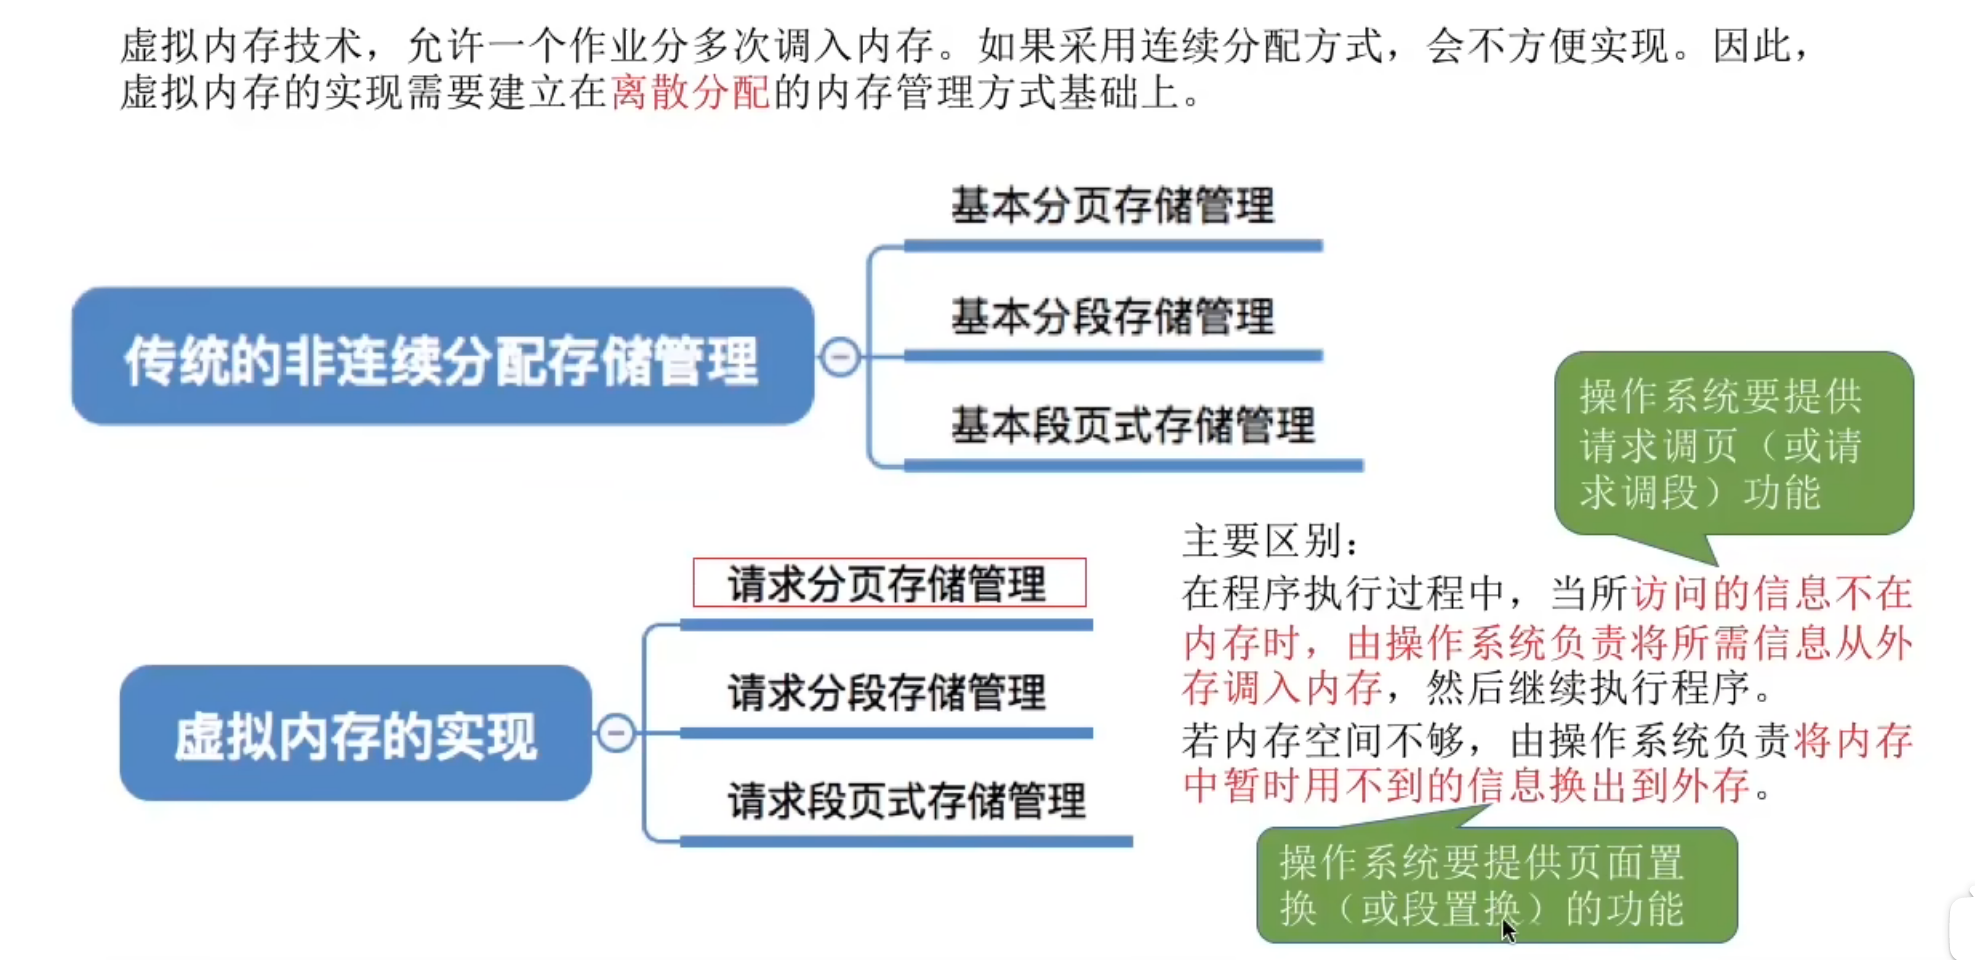 虚拟内存技术，允许一个作业分多次调入内存。如果采用连续分配方式，会不方便实现。因此，
虚拟内存的实现需要建立在离散分配的内存管理方式基础上。
传统的非连续分配存储管理
基本分页存储管理
基本分段存储管理
基本段页式存储管理
虚拟内存的实现
请求分页存储管理
请求分段存储管理
请求段页式存储管理
操作系统要提供
请求调页（或请
求调段）功能
主要区别：
在程序执行过程中，当所访问的信息不在
内存时，由操作系统负责将所需信息从外
存调入内存，然后继续执行程序。
若内存空间不够，由操作系统负责将内存
中暂时用不到的信息换出到外存。
操作系统要提供页面置
换（或段置换）的功能